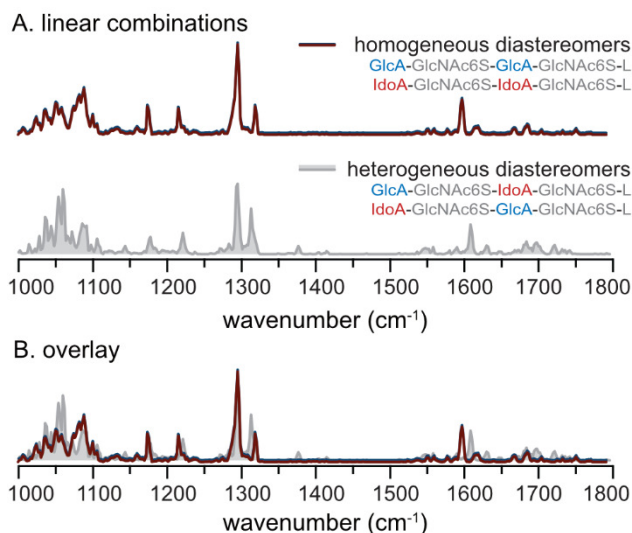 A. linear combinations
homogeneous diastereomers
GlcA-GlcNAc6S-GlcA-GlcNAc6S-L
IdoA-GlcNAc6S-IdoA-GlcNAc6S-L
heterogeneous diastereomers
GlcA-GlcNAc6S-IdoA-GlcNAc6S-L
IdoA-GlcNAc6S-GlcA-GlcNAc6S-L
1000 1100 1200 1300 1400 1500 1600 1700 1800
wavenumber (cm⁻¹)
B. overlay
1000 1100 1200 1300 1400 1500 1600 1700 1800
wavenumber (cm⁻¹)